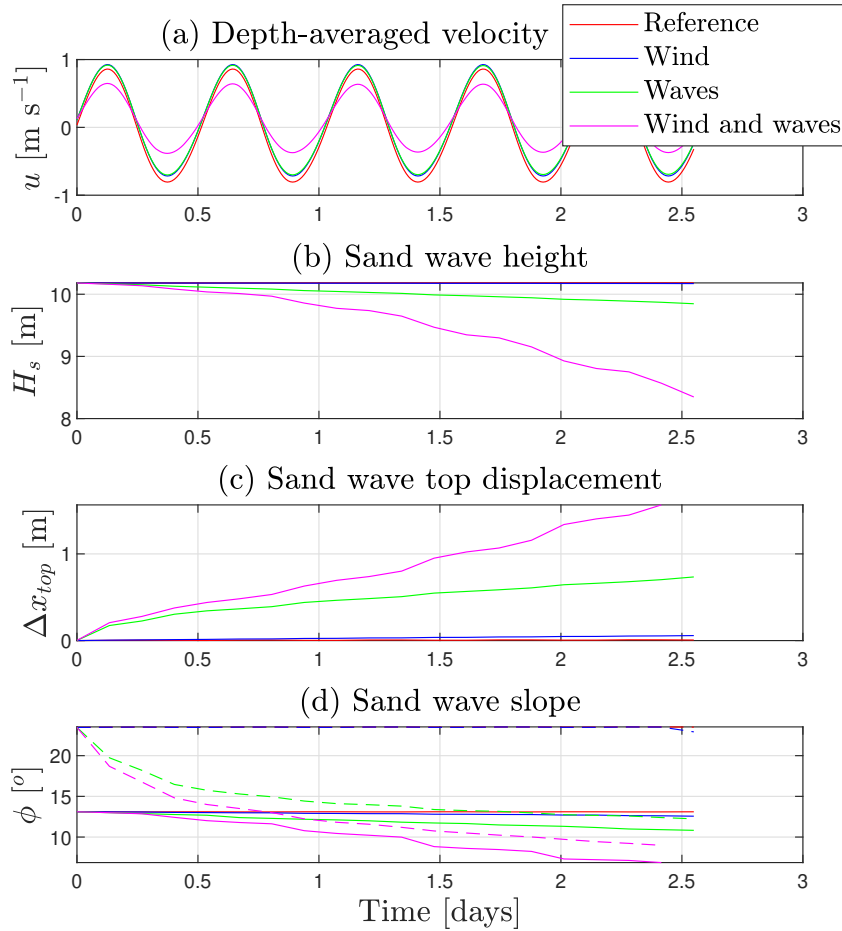 (a) Depth-averaged velocity
Reference
Wind
Waves
Wind and waves
u [m s⁻¹]
1
0
-1
0 0.5 1 1.5 2 2.5 3
(b) Sand wave height
H_s [m]
10
9
8
0 0.5 1 1.5 2 2.5 3
(c) Sand wave top displacement
Δx_top [m]
1
0
0 0.5 1 1.5 2 2.5 3
(d) Sand wave slope
ϕ [°]
20
15
10
0 0.5 1 1.5 2 2.5 3
Time [days]